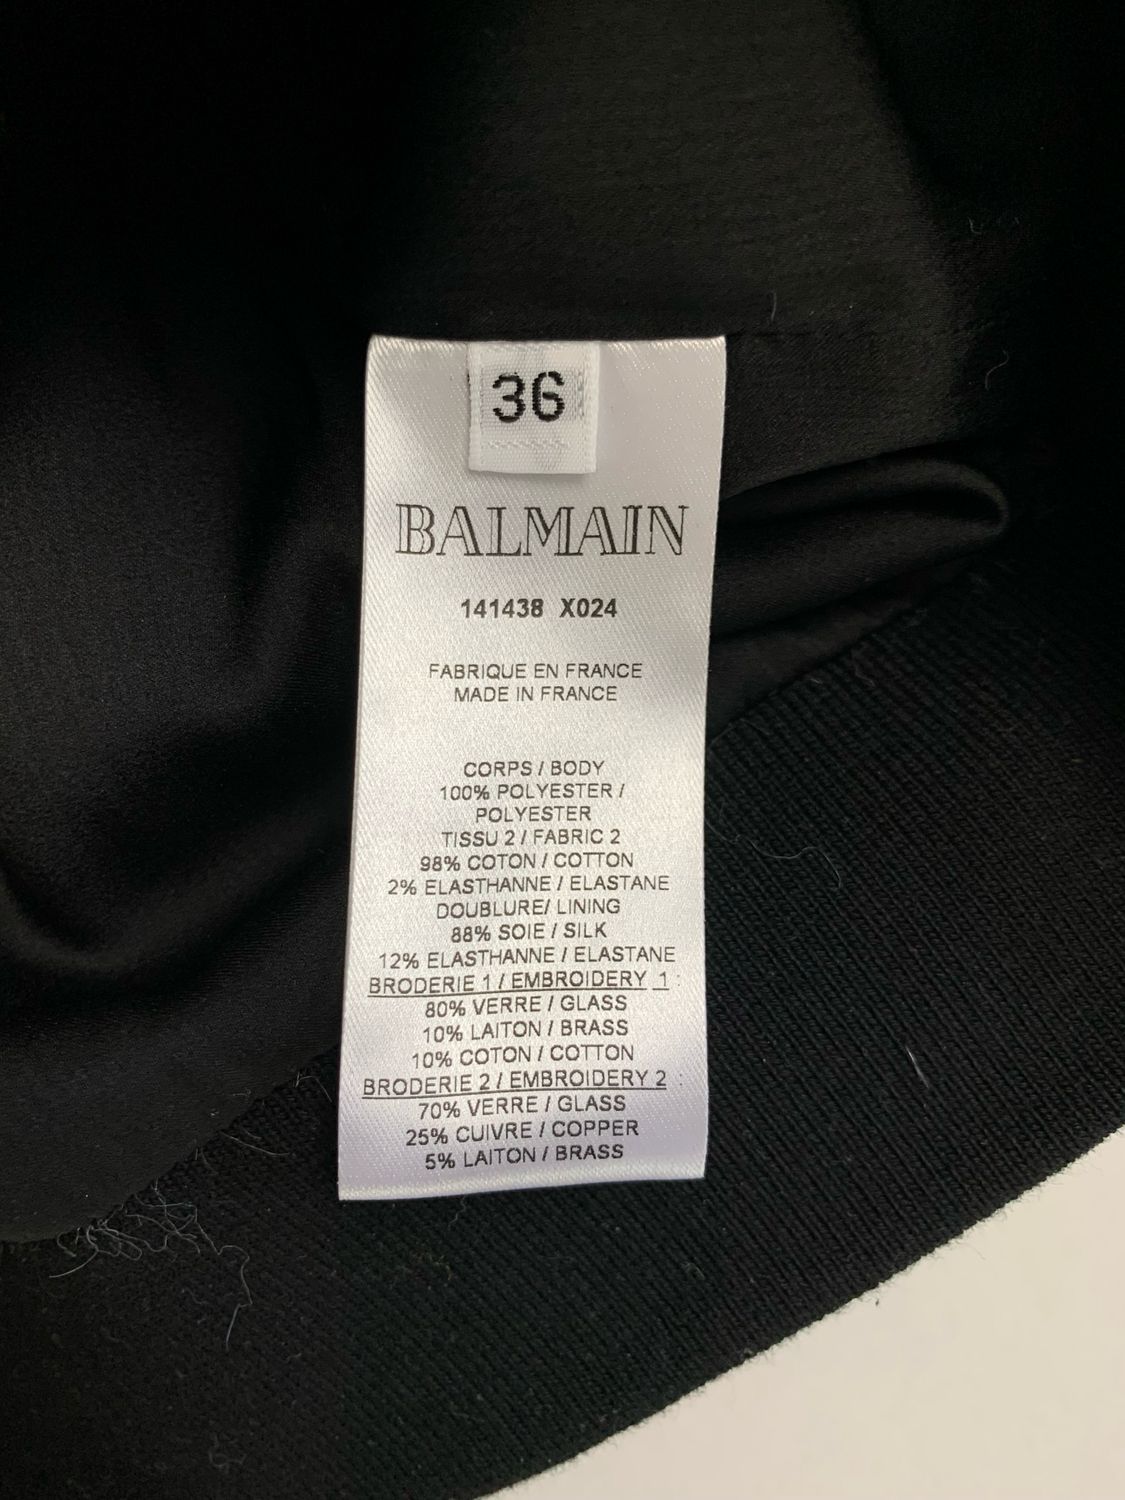 36
BALMAIN
141438 X024
FABRIQUE EN FRANCE
MADE IN FRANCE
CORPS / BODY
100% POLYESTER /
POLYESTER
TISSU 2 / FABRIC 2
98% COTON / COTTON
2% ELASTHANNE / ELASTANE
DOUBLURE/ LINING
88% SOIE / SILK
12% ELASTHANNE / ELASTANE
BRODERIE 1 / EMBROIDERY 1 :
80% VERRE / GLASS
10% LAITON / BRASS
10% COTON / COTTON
BRODERIE 2 / EMBROIDERY 2 :
70% VERRE / GLASS
25% CUIVRE / COPPER
5% LAITON / BRASS